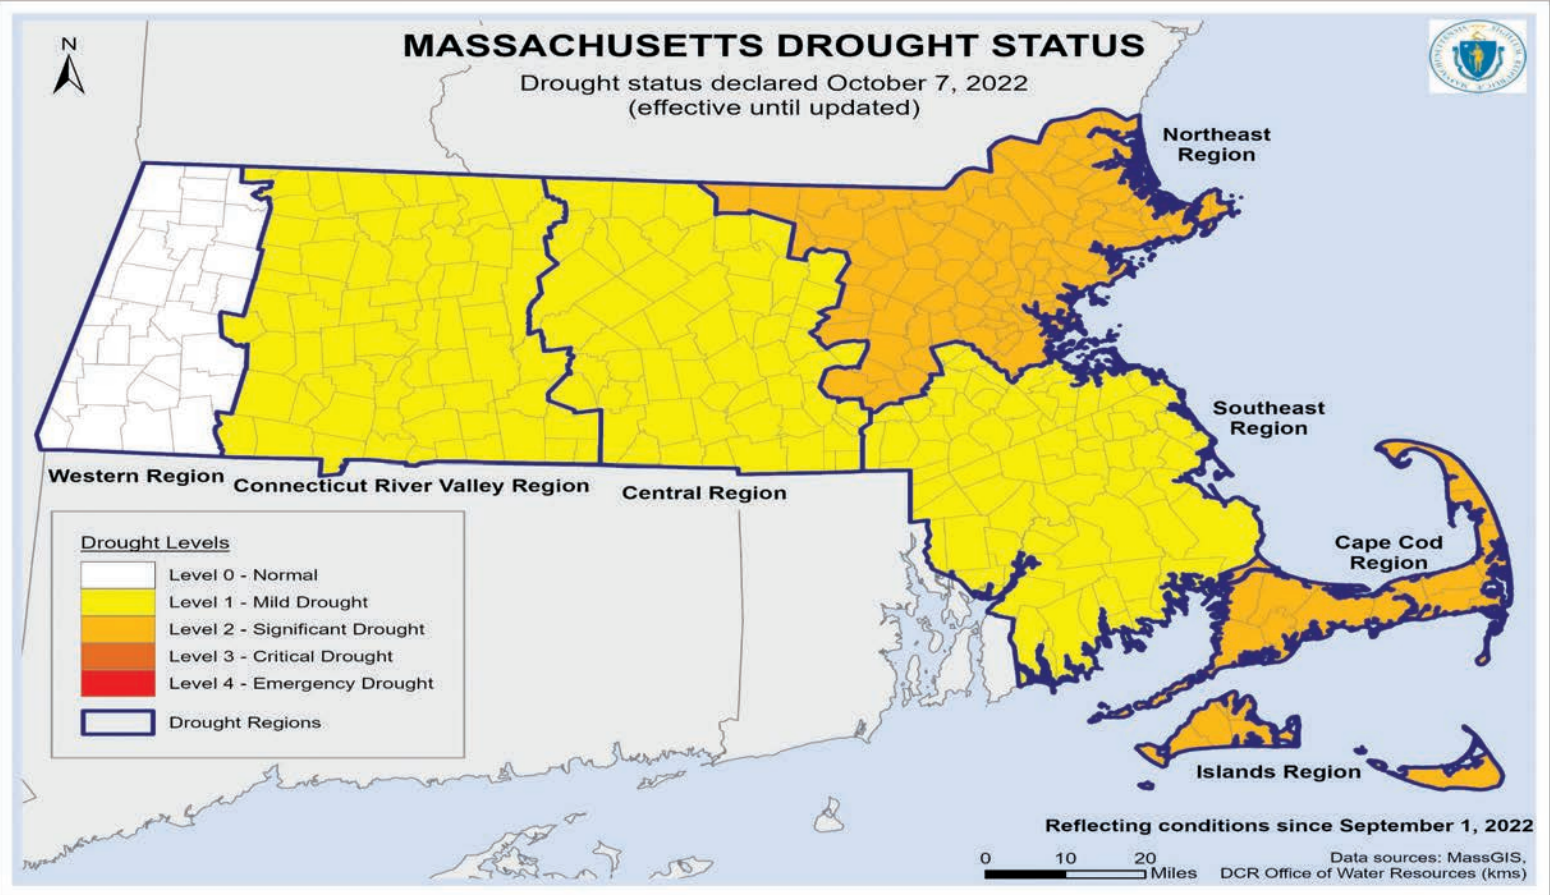 N
MASSACHUSETTS DROUGHT STATUS
Drought status declared October 7, 2022
(effective until updated)
Northeast
Region
Southeast
Region
Western Region
Connecticut River Valley Region
Central Region
Cape Cod
Region
Drought Levels
Level 0 - Normal
Level 1 - Mild Drought
Level 2 - Significant Drought
Level 3 - Critical Drought
Level 4 - Emergency Drought
Drought Regions
Islands Region
Reflecting conditions since September 1, 2022
0 10 20
Miles
Data sources: MassGIS,
DCR Office of Water Resources (kms)